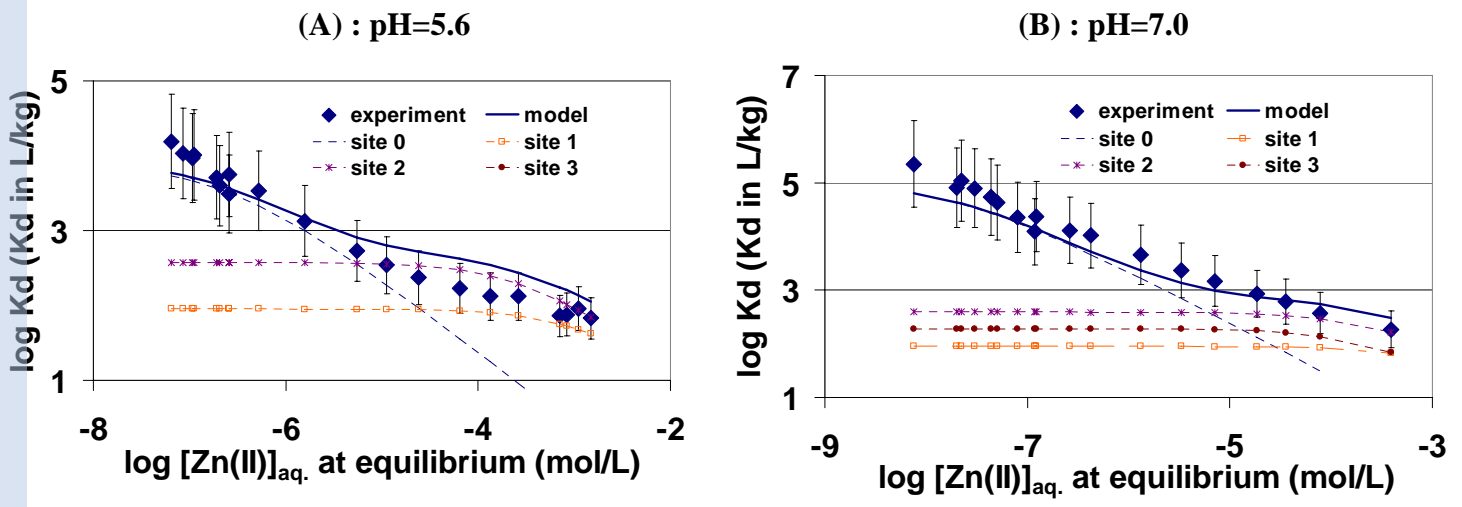 (A) : pH=5.6
log Kd (Kd in L/kg)
5
3
1
experiment
model
site 0
site 1
site 2
site 3
-8
-6
-4
-2
log [Zn(II)]aq. at equilibrium (mol/L)
(B) : pH=7.0
log Kd (Kd in L/kg)
7
5
3
1
experiment
model
site 0
site 1
site 2
site 3
-9
-7
-5
-3
log [Zn(II)]aq. at equilibrium (mol/L)